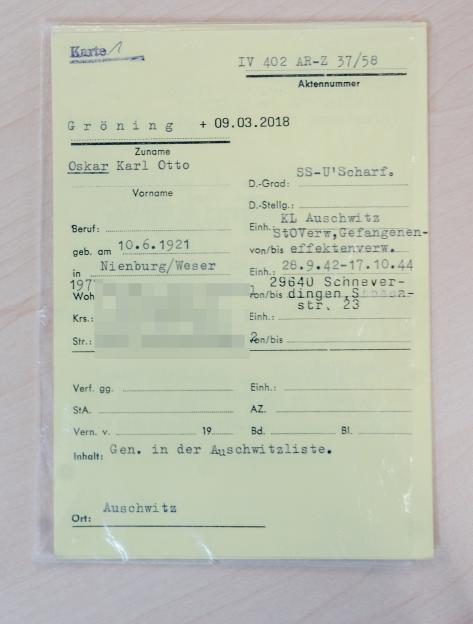 Karte 1
IV 402 AR-Z 37/58
Aktennummer
Gröning + 09.03.2018
Zuname
Oskar Karl Otto
Vorname
D.-Grad: SS-U'Scharf.
D.-Stellg.:
Beruf:
Einh.: KL Auschwitz
StOVerw,Gefangenen-
geb. am 10.6.1921
von/bis effektenverw.
in Nienburg/Weser
Einh.: 28.9.42-17.10.44
197
Woh
29640 Schnever-
von/bis dingen,
str. 23
Krs.:
Einh.:
Str.:
2
von/bis
Verf. gg.
Einh.:
StA.
AZ.
Vern. v. 19
Bd. Bl.
Inhalt: Gen. in der Auschwitzliste.
Ort: Auschwitz